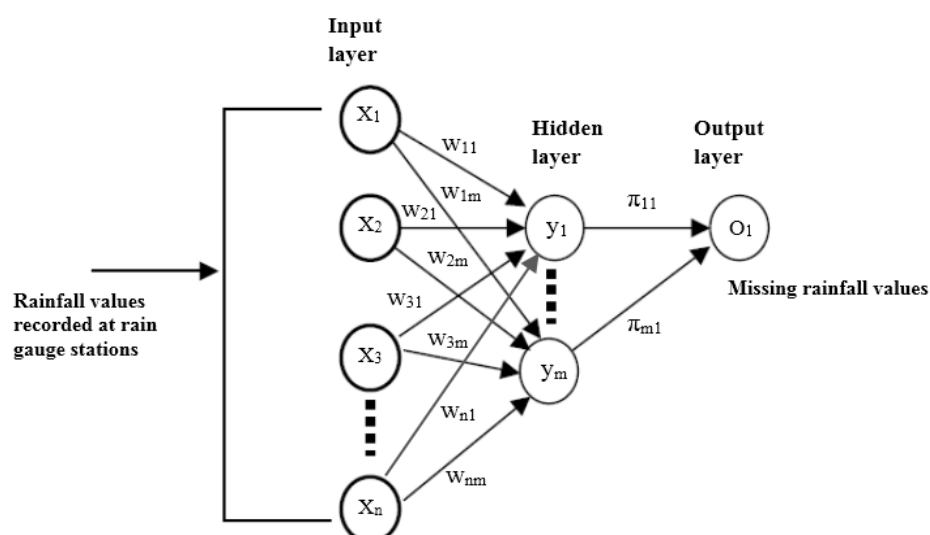 Input
layer
X1
Hidden
layer
Output
layer
w11
w1m
X2
w21
y1
π11
O1
w2m
Missing rainfall values
Rainfall values
recorded at rain
gauge stations
w31
w3m
πm1
X3
ym
wn1
wnm
Xn